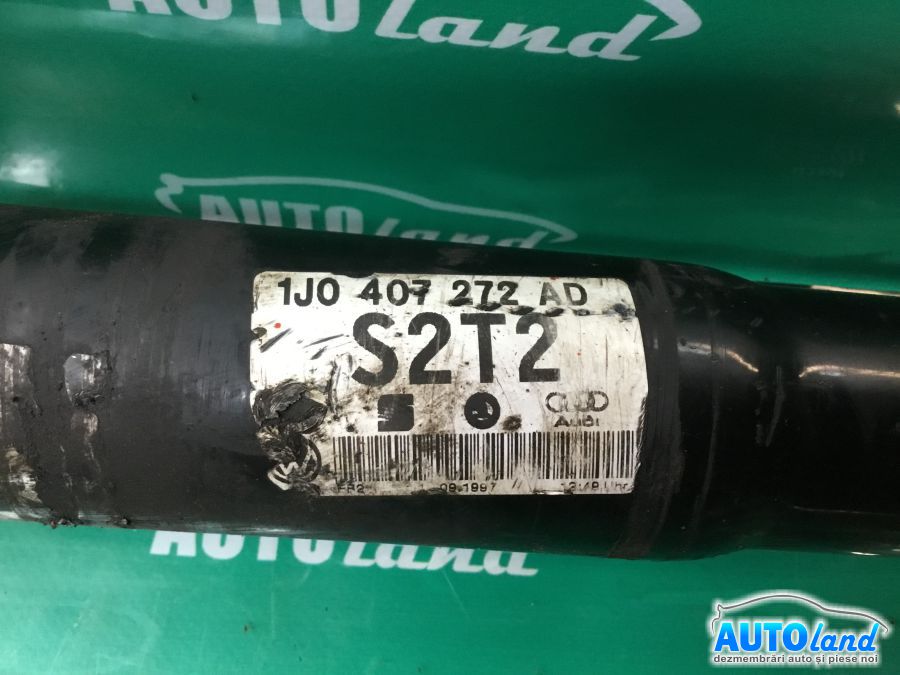 AUTOland
AUTOland
1J0 407 272 AD
S2T2
Audi
09.1997
AUTOland
AUTOland
dezmembrări auto și piese noi